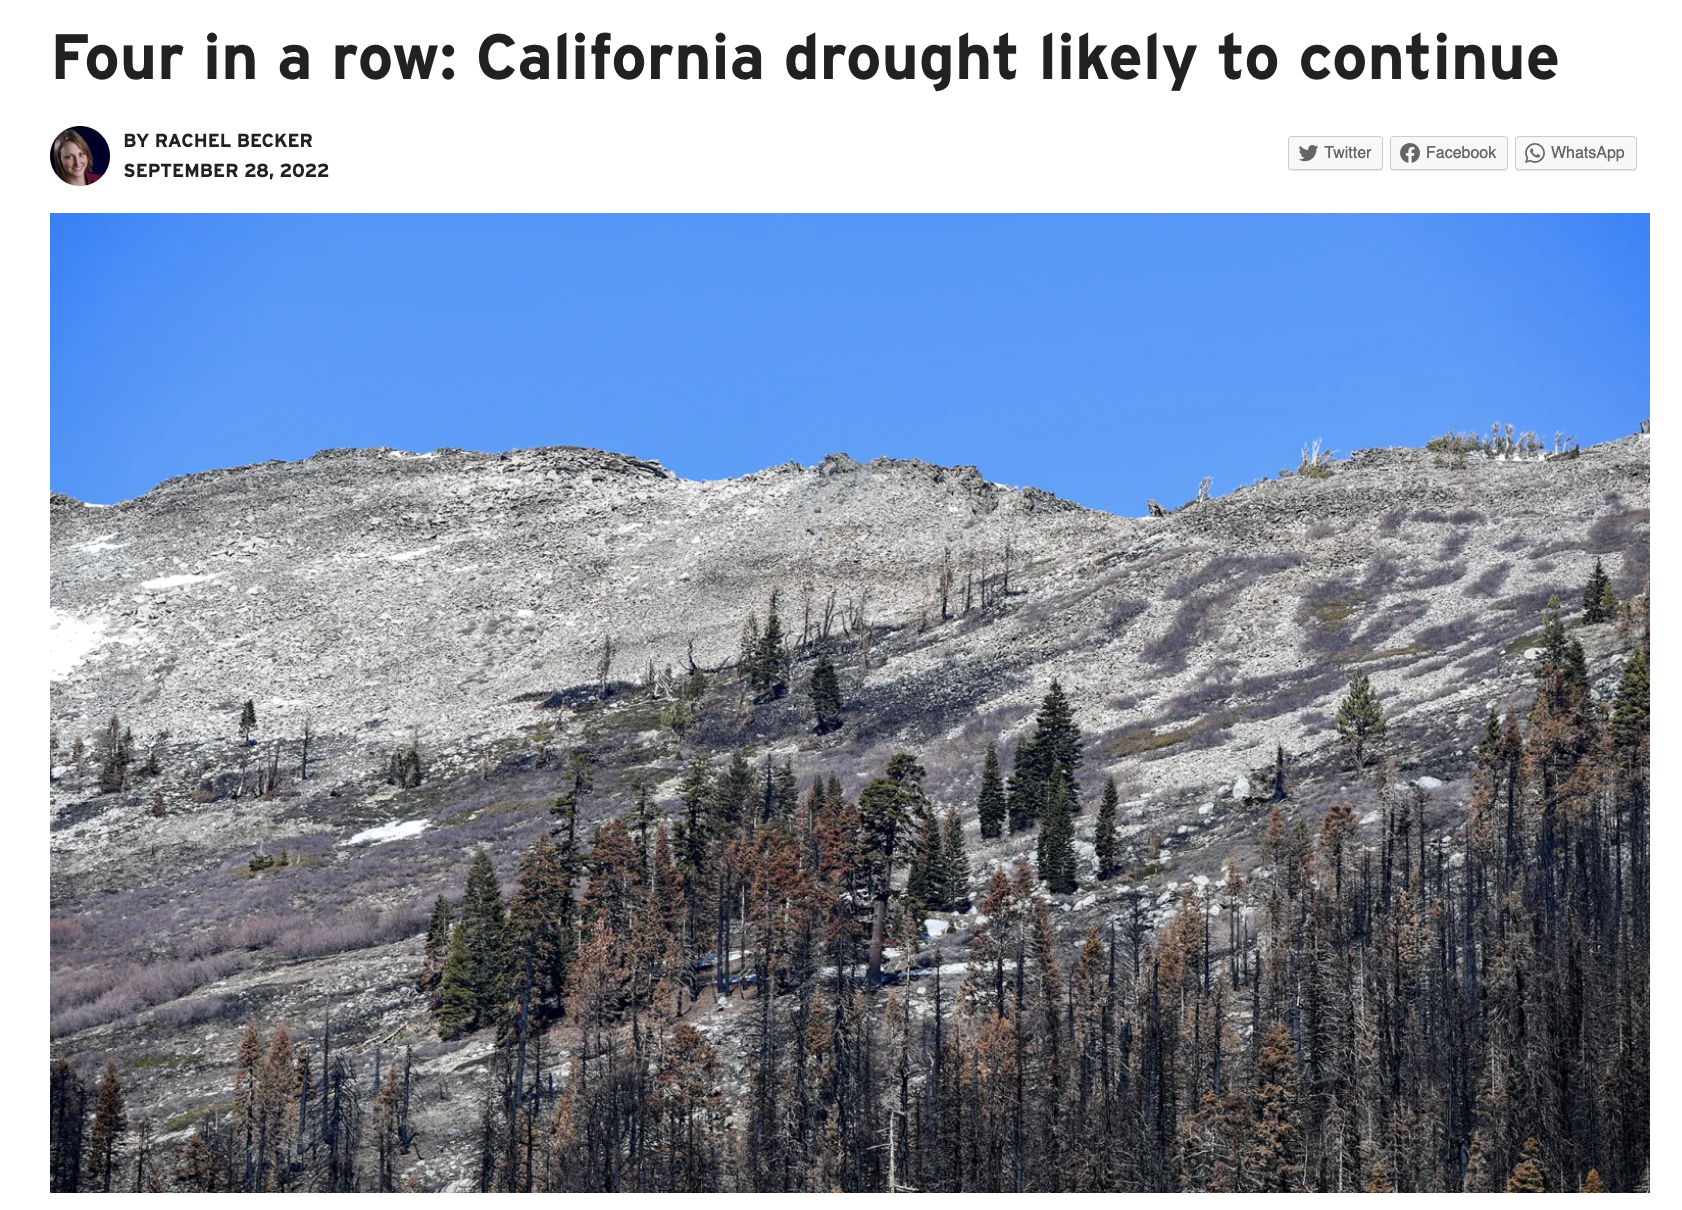 Four in a row: California drought likely to continue
BY RACHEL BECKER
SEPTEMBER 28, 2022
Twitter
Facebook
WhatsApp